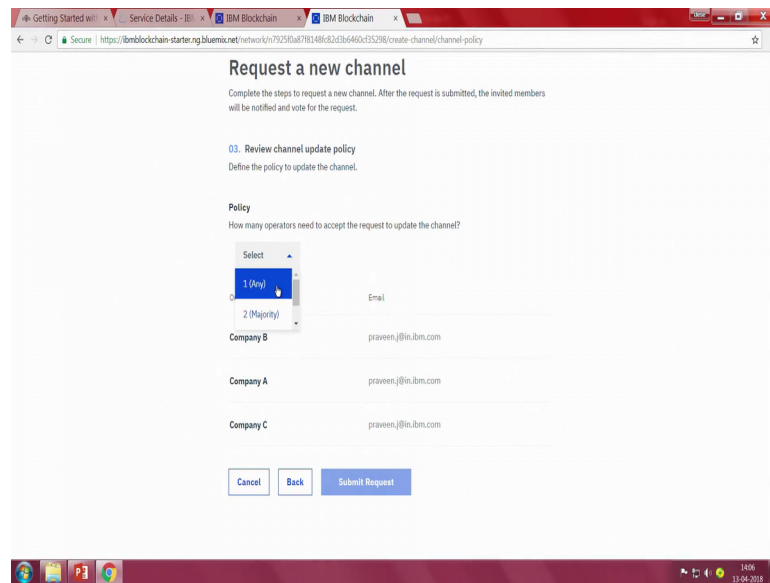 Getting Started wit
Service Details - IBM
IBM Blockchain
IBM Blockchain
Secure | https://ibmblockchain-starter.ng.bluemix.net/network/n7925f0a87f8148fc82d3b6460cf35298/create-channel/channel-policy
Request a new channel
Complete the steps to request a new channel. After the request is submitted, the invited members
will be notified and vote for the request.
03. Review channel update policy
Define the policy to update the channel.
Policy
How many operators need to accept the request to update the channel?
Select
1 (Any)
2 (Majority)
Email
Company B praveen.j@in.ibm.com
Company A praveen.j@in.ibm.com
Company C praveen.j@in.ibm.com
Cancel Back Submit Request
14:06
13-04-2018